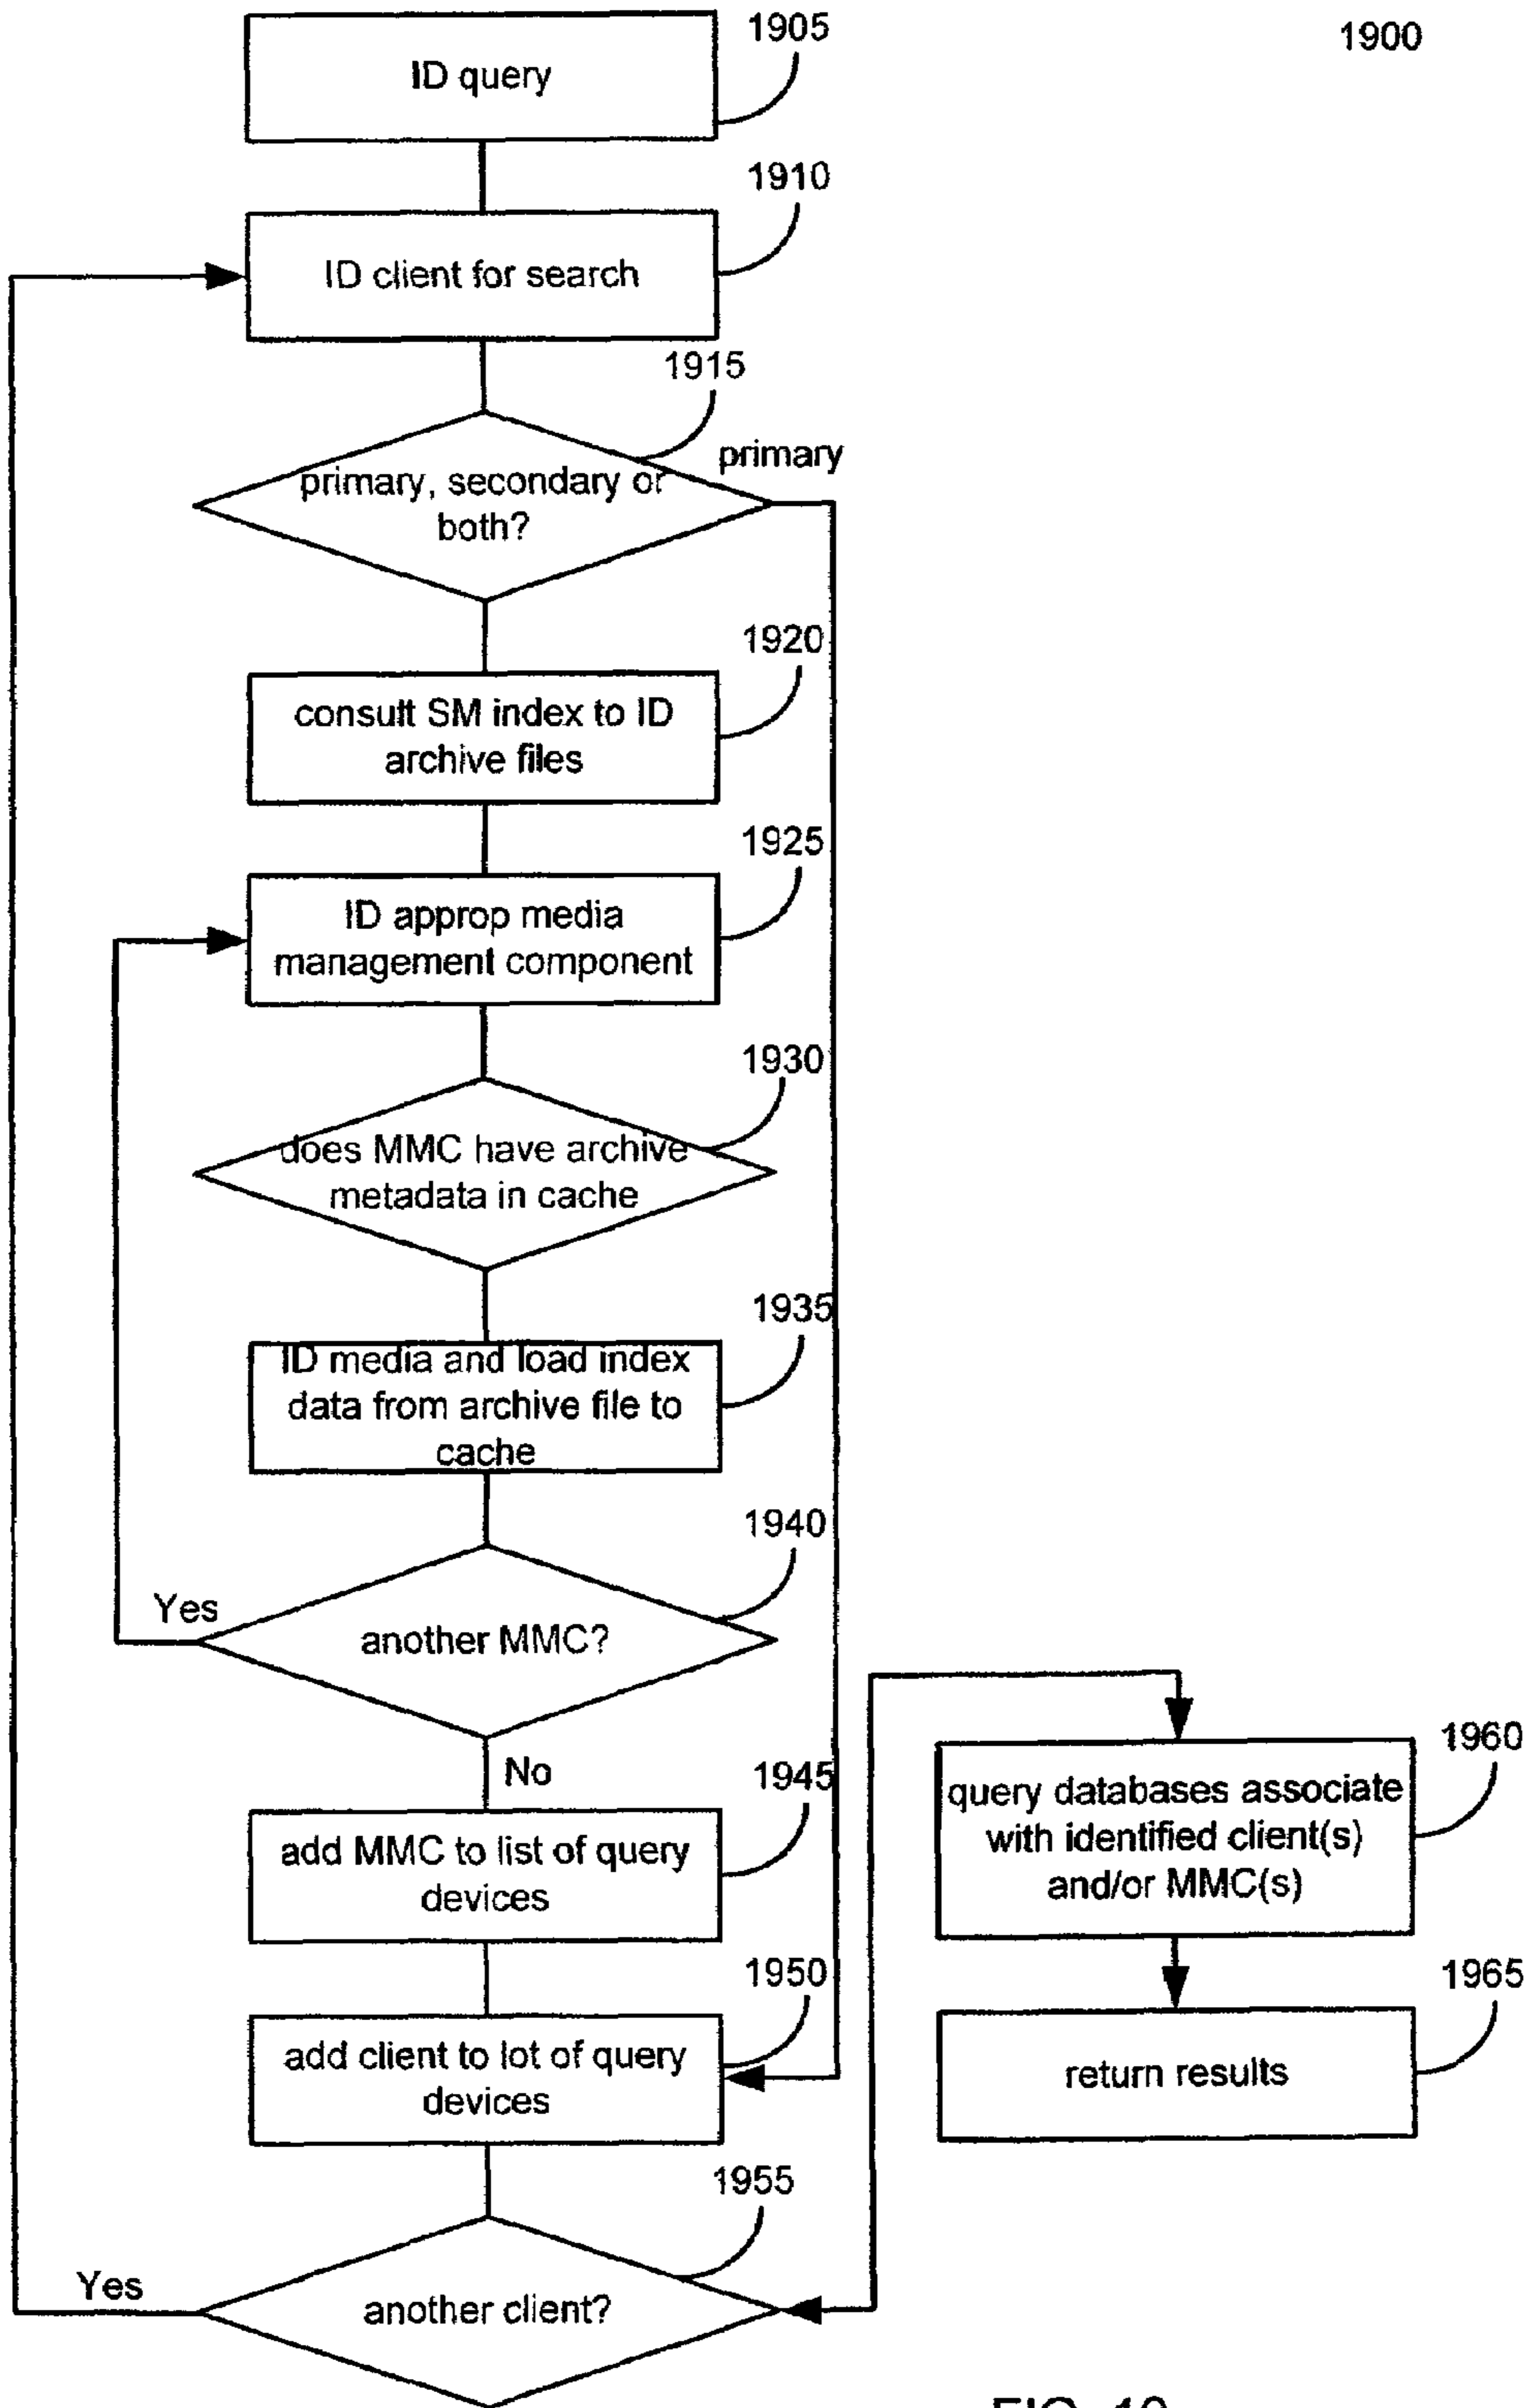 1900
1905
ID query
1910
ID client for search
1915
primary
primary, secondary or
both?
1920
consult SM index to ID
archive files
1925
ID approp media
management component
1930
does MMC have archive
metadata in cache
1935
ID media and load index
data from archive file to
cache
1940
Yes
another MMC?
No
1945
add MMC to list of query
devices
1950
add client to lot of query
devices
1955
Yes
another client?
1960
query databases associate
with identified client(s)
and/or MMC(s)
1965
return results